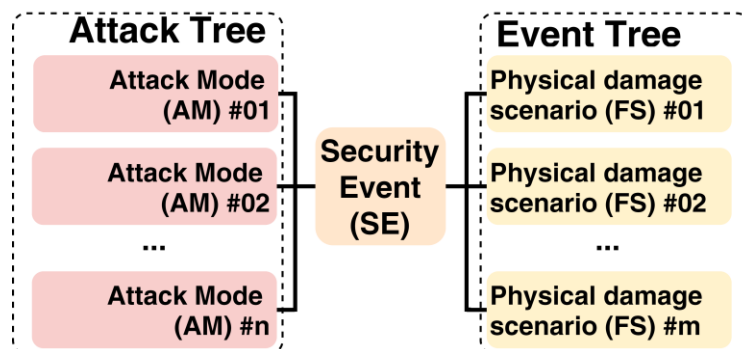 Attack Tree
Attack Mode
(AM) #01
Attack Mode
(AM) #02
...
Attack Mode
(AM) #n
Security
Event
(SE)
Event Tree
Physical damage
scenario (FS) #01
Physical damage
scenario (FS) #02
...
Physical damage
scenario (FS) #m